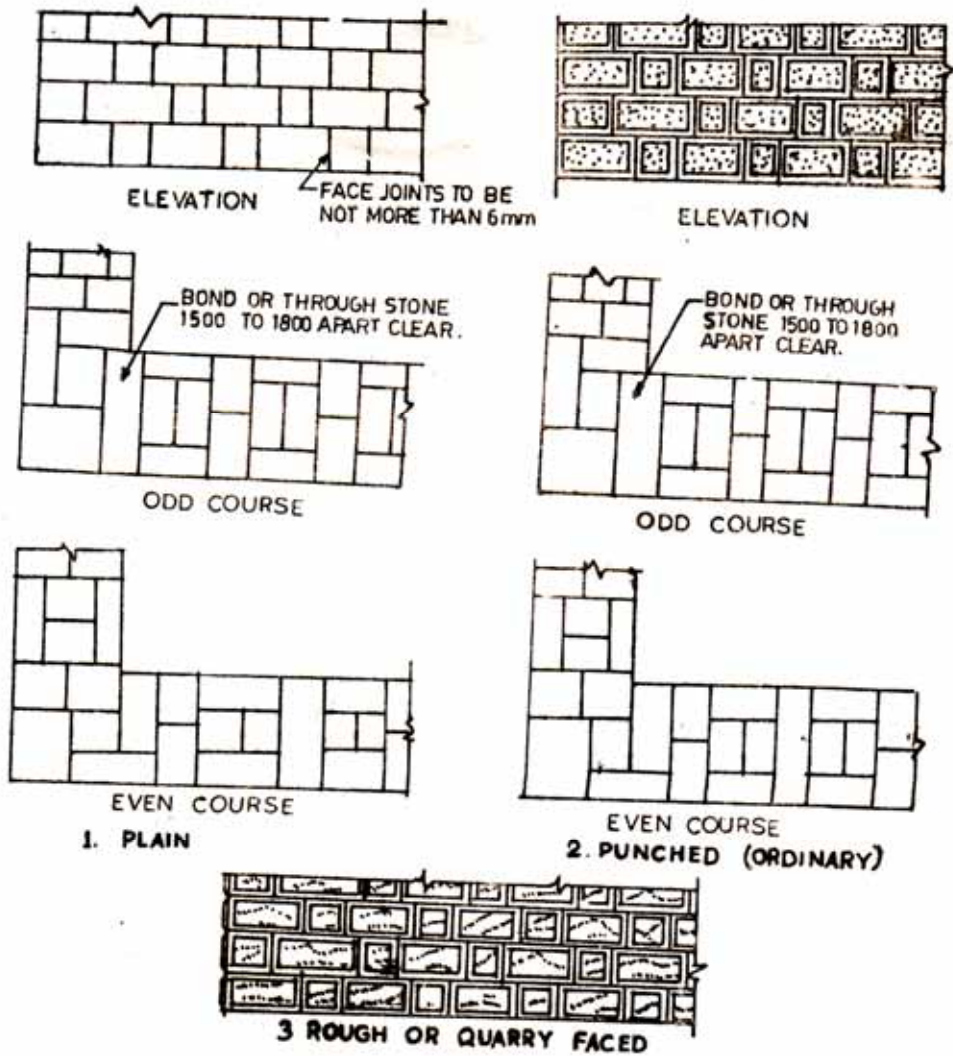 ELEVATION
FACE JOINTS TO BE
NOT MORE THAN 6mm
ELEVATION
BOND OR THROUGH STONE
1500 TO 1800 APART CLEAR.
BOND OR THROUGH
STONE 1500 TO 1800
APART CLEAR.
ODD COURSE
ODD COURSE
EVEN COURSE
1. PLAIN
EVEN COURSE
2. PUNCHED (ORDINARY)
3 ROUGH OR QUARRY FACED